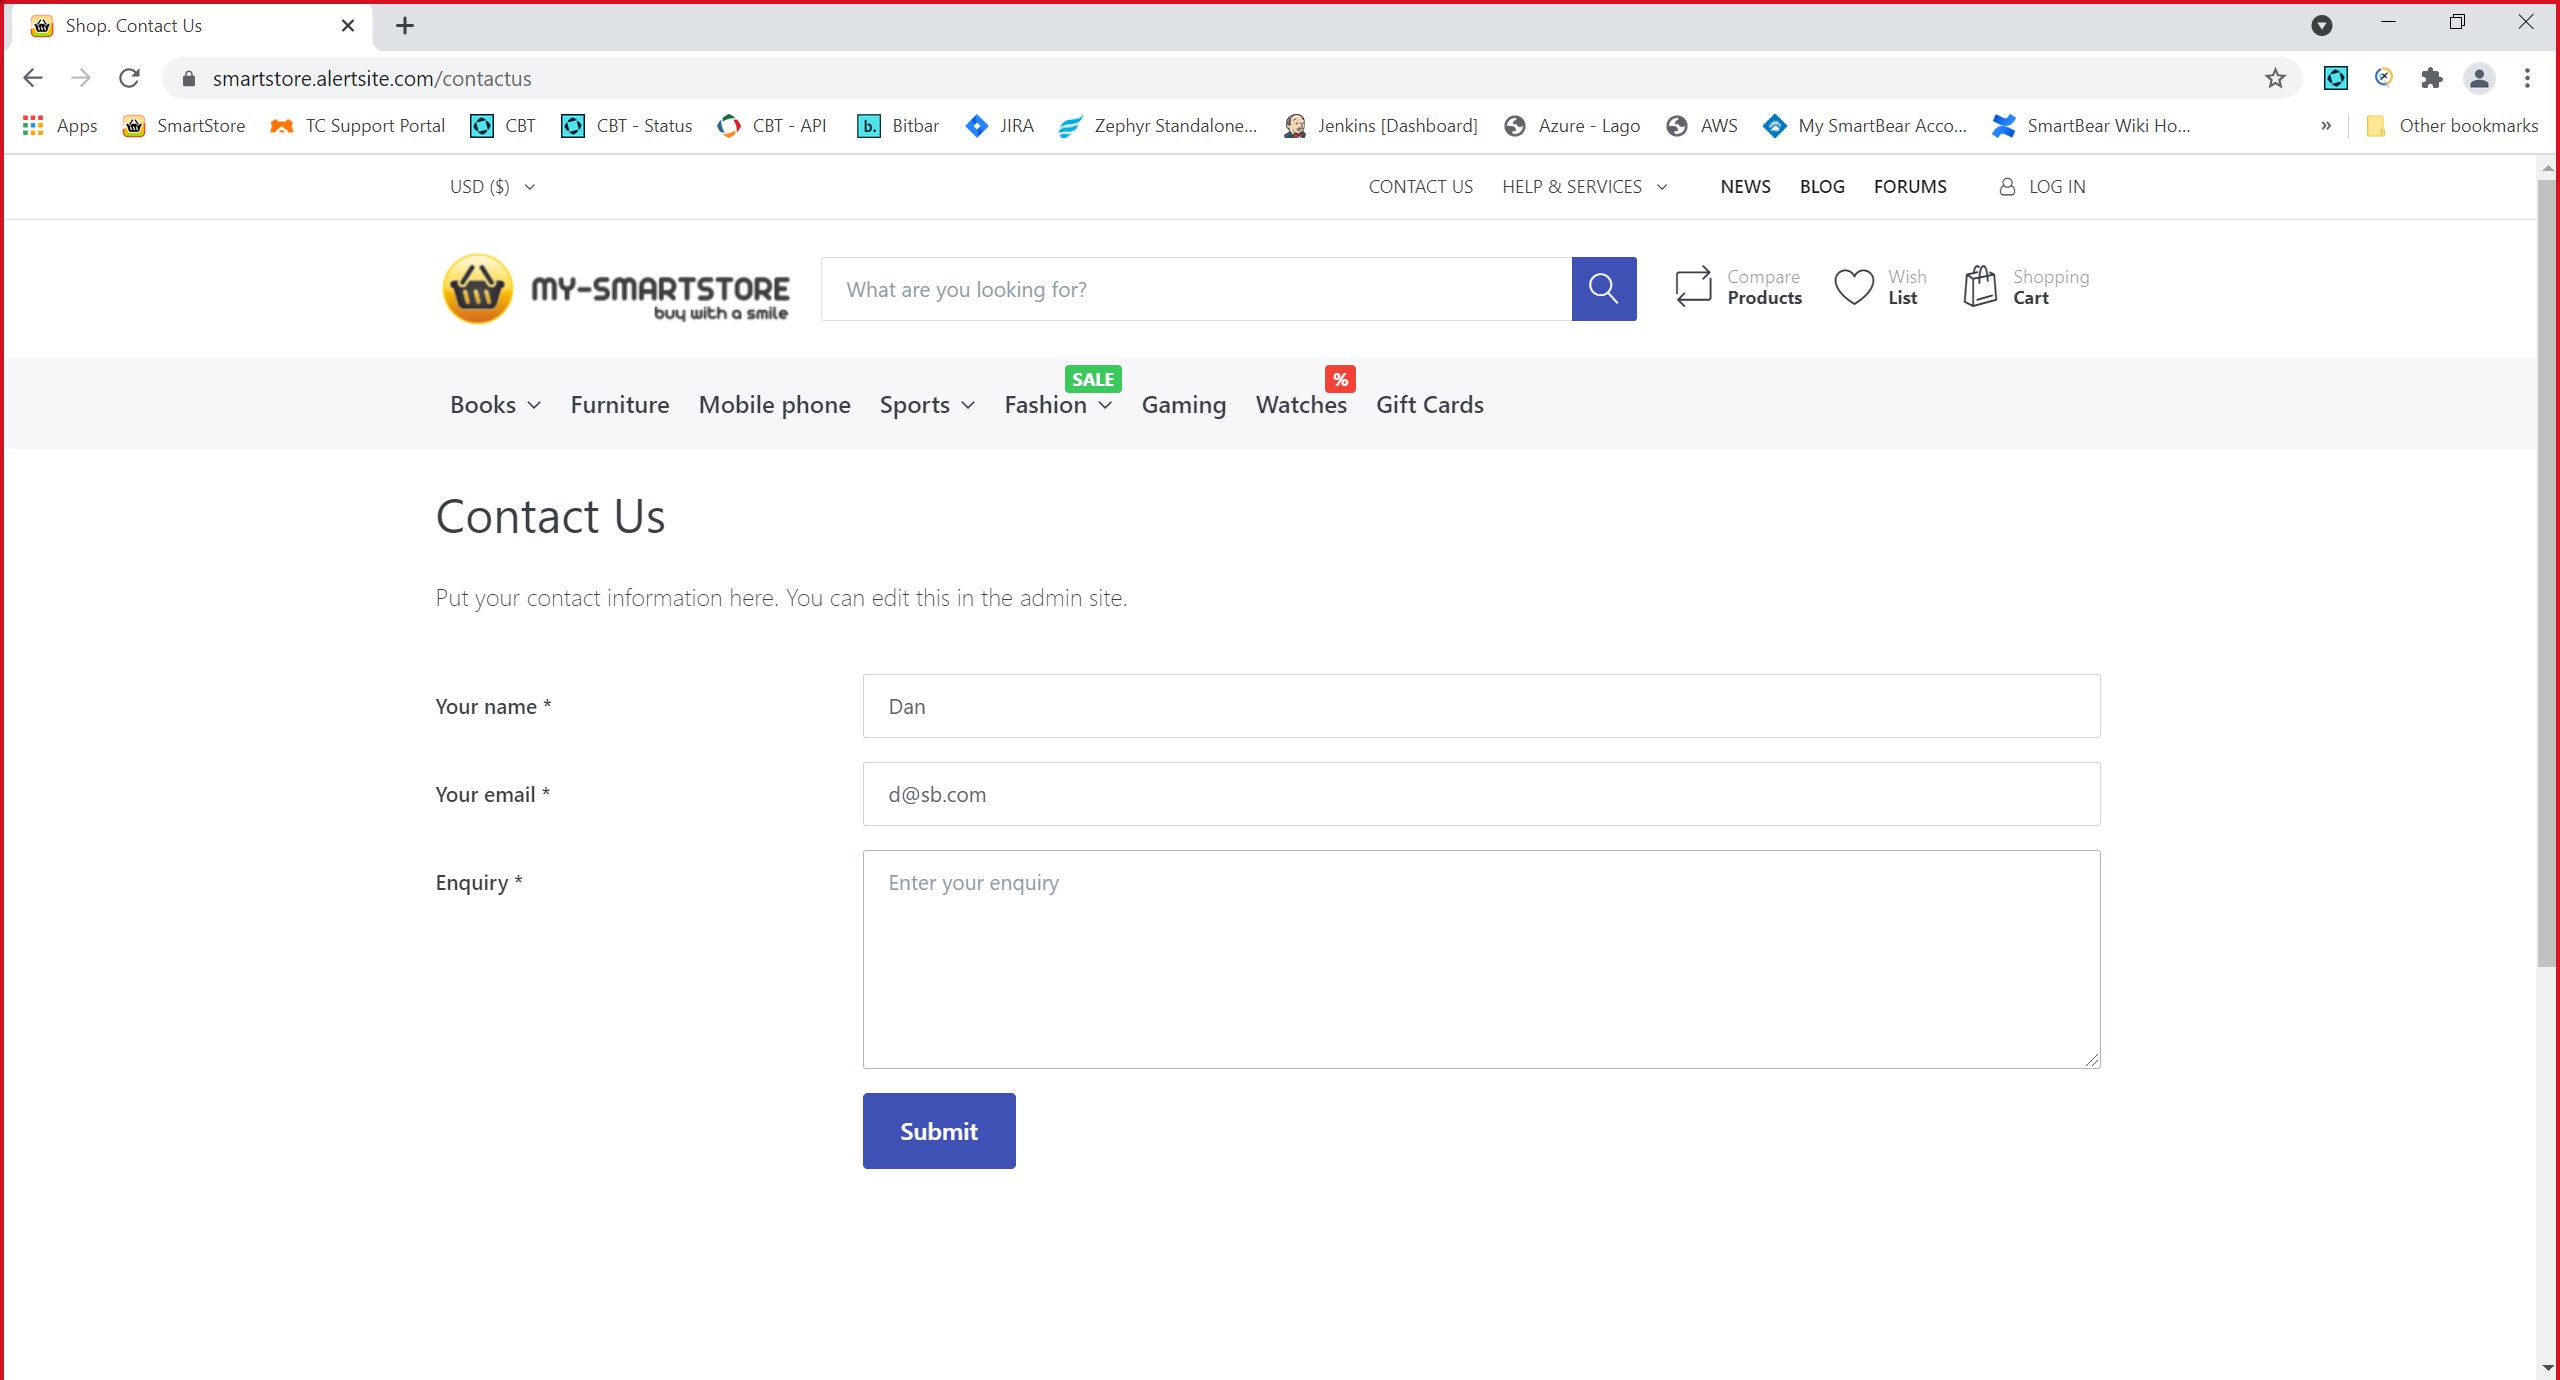 Shop. Contact Us
smartstore.alertsite.com/contactus
Apps SmartStore TC Support Portal CBT CBT - Status CBT - API b. Bitbar JIRA Zephyr Standalone... Jenkins [Dashboard] Azure - Lago AWS My SmartBear Acco... SmartBear Wiki Ho... » Other bookmarks
USD ($) CONTACT US HELP & SERVICES NEWS BLOG FORUMS LOG IN
MY-SMARTSTORE
buy with a smile
What are you looking for?
Compare
Products
Wish
List
Shopping
Cart
SALE %
Books Furniture Mobile phone Sports Fashion Gaming Watches Gift Cards
Contact Us
Put your contact information here. You can edit this in the admin site.
Your name * Dan
Your email * d@sb.com
Enquiry * Enter your enquiry
Submit